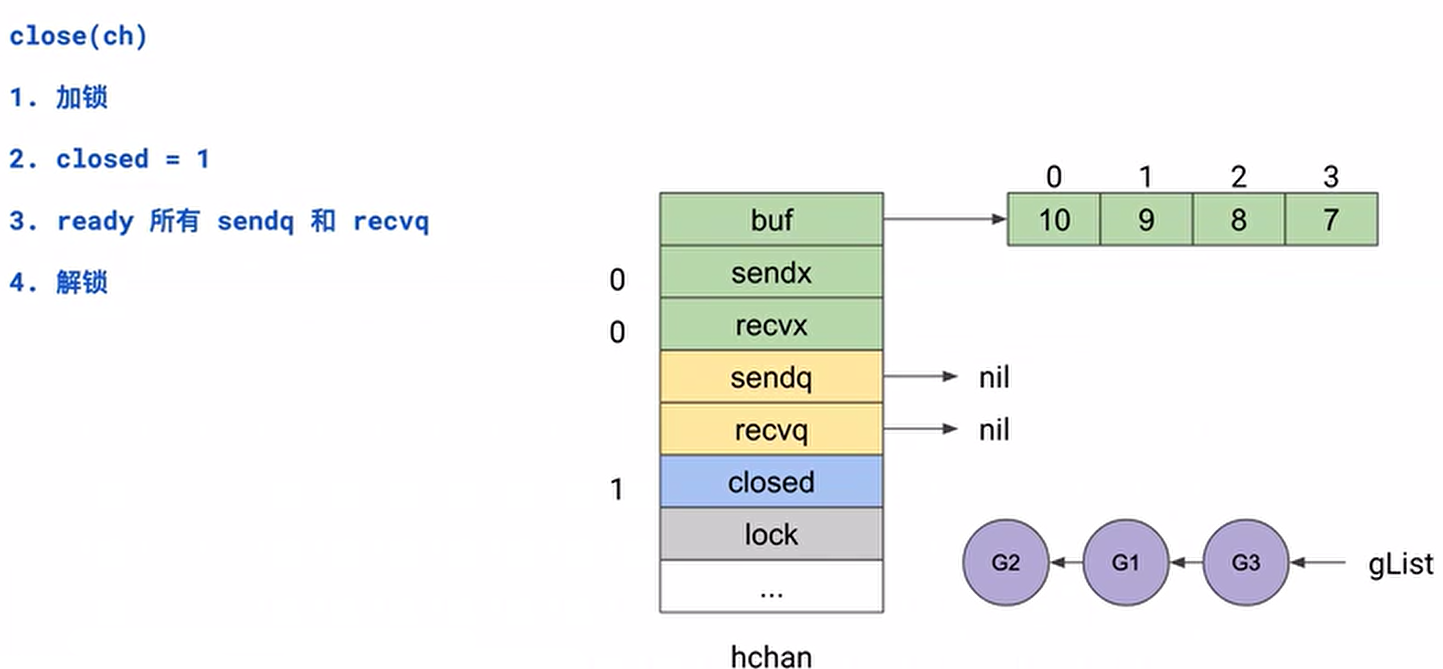 close(ch)
1. 加锁
2. closed = 1
3. ready 所有 sendq 和 recvq
4. 解锁
0 1 2 3
buf 10 9 8 7
0 sendx
0 recvx
sendq nil
recvq nil
1 closed
lock
G2 G1 G3 gList
...
hchan